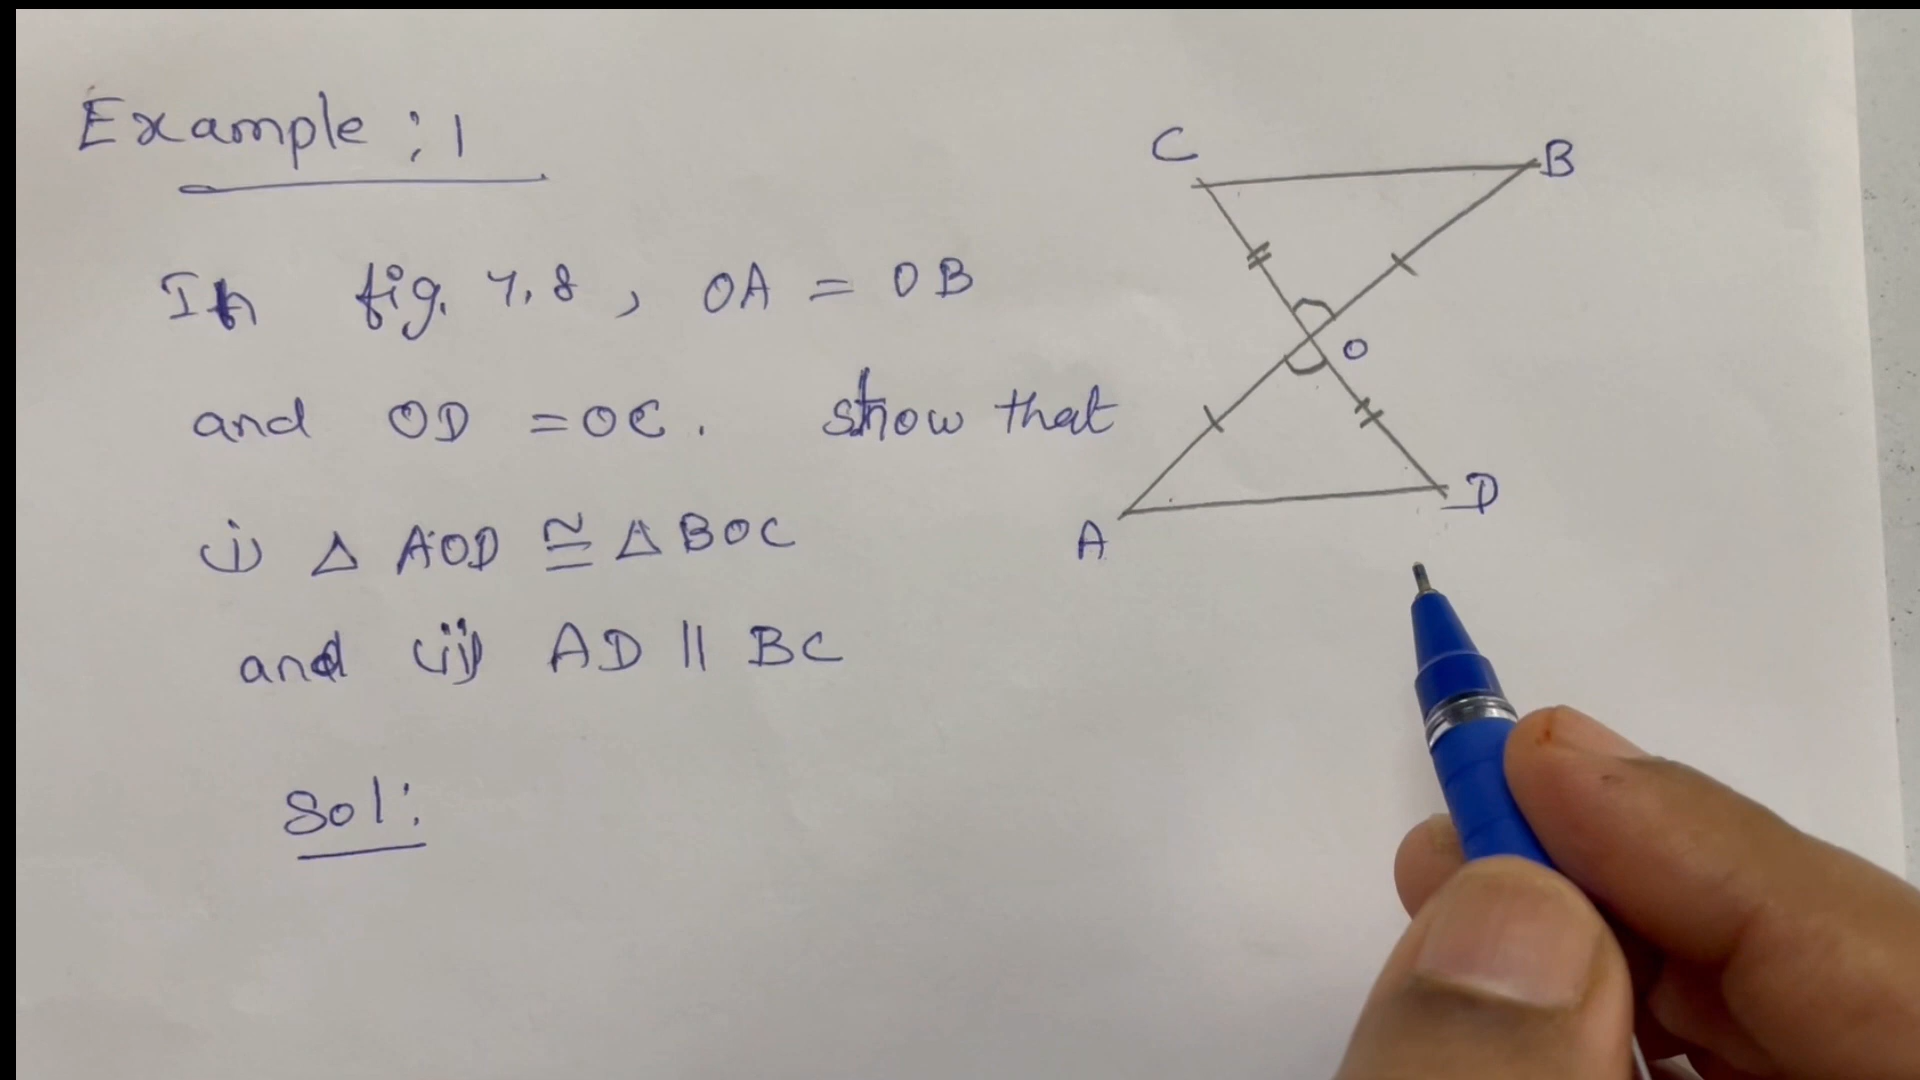 Example : 1
In fig. 7.8 , OA = OB
and OD = OC . show that
(i) △ AOD ≅ △ BOC
and (ii) AD || BC
Sol :
C
B
O
D
A